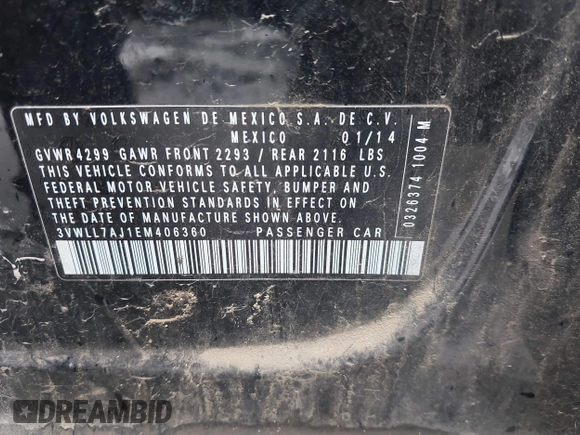 MFD BY VOLKSWAGEN DE MEXICO S.A. DE C.V.
MEXICO 01/14
GVWR4299 GAWR FRONT 2293 / REAR 2116 LBS
THIS VEHICLE CONFORMS TO ALL APPLICABLE U.S.
FEDERAL MOTOR VEHICLE SAFETY, BUMPER AND
THEFT PREVENTION STANDARDS IN EFFECT ON
THE DATE OF MANUFACTURE SHOWN ABOVE
3VWLL7AJ1EM406360 PASSENGER CAR
0326374 1004 M
DREAMBID